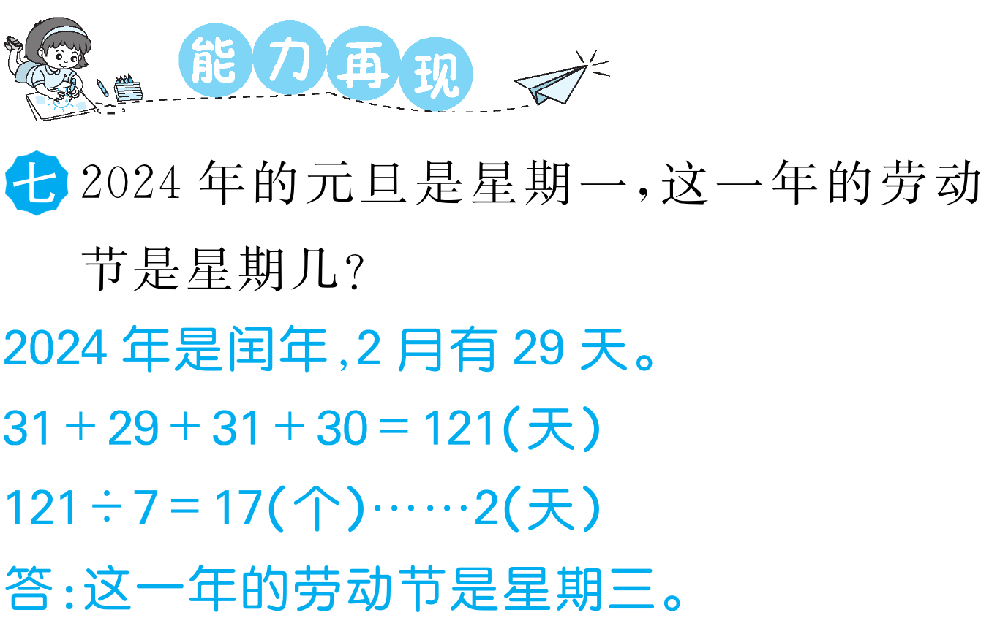 能力再现
七 2024年的元旦是星期一,这一年的劳动
节是星期几?
2024年是闰年,2月有29天。
31+29+31+30=121(天)
121÷7=17(个)……2(天)
答:这一年的劳动节是星期三。